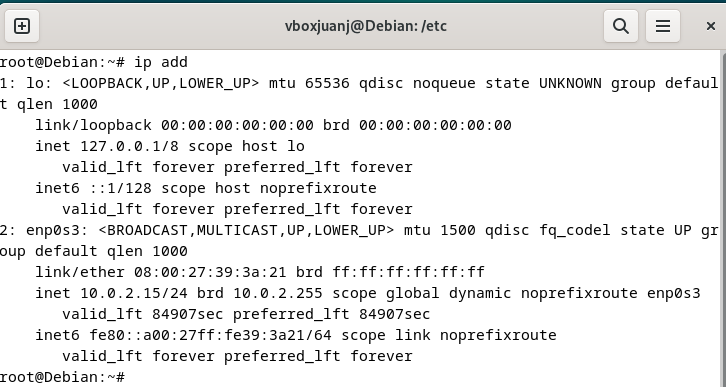 vboxjuanj@Debian: /etc
root@Debian:~# ip add
1: lo: <LOOPBACK,UP,LOWER_UP> mtu 65536 qdisc noqueue state UNKNOWN group defaul
t qlen 1000
    link/loopback 00:00:00:00:00:00 brd 00:00:00:00:00:00
    inet 127.0.0.1/8 scope host lo
       valid_lft forever preferred_lft forever
    inet6 ::1/128 scope host noprefixroute
       valid_lft forever preferred_lft forever
2: enp0s3: <BROADCAST,MULTICAST,UP,LOWER_UP> mtu 1500 qdisc fq_codel state UP gr
oup default qlen 1000
    link/ether 08:00:27:39:3a:21 brd ff:ff:ff:ff:ff:ff
    inet 10.0.2.15/24 brd 10.0.2.255 scope global dynamic noprefixroute enp0s3
       valid_lft 84907sec preferred_lft 84907sec
    inet6 fe80::a00:27ff:fe39:3a21/64 scope link noprefixroute
       valid_lft forever preferred_lft forever
root@Debian:~#